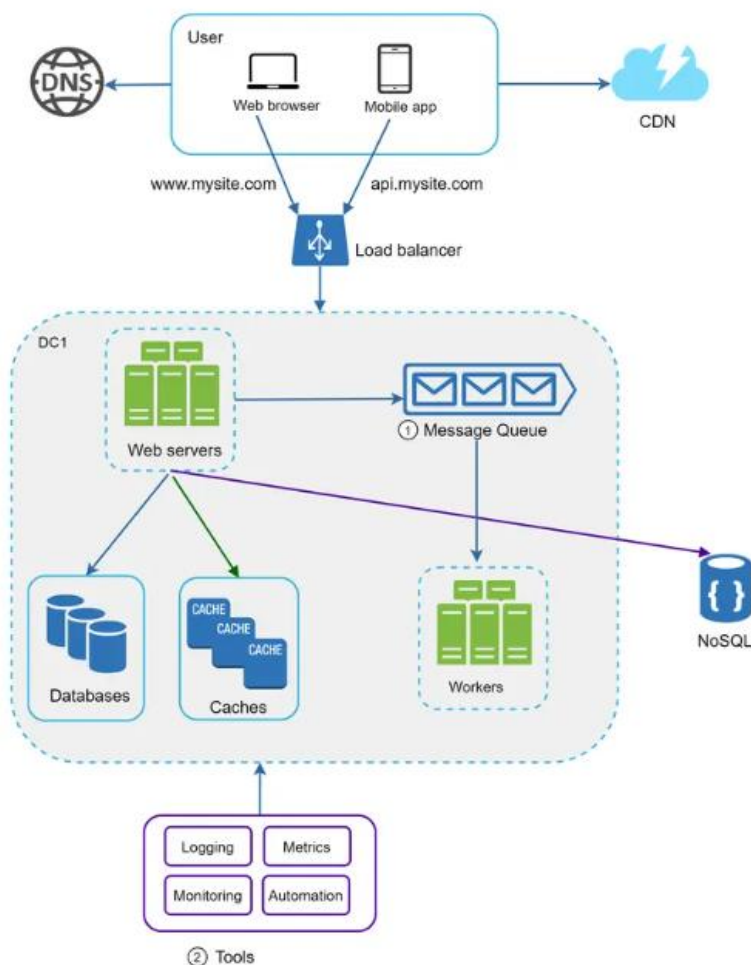 User
DNS
Web browser
Mobile app
CDN
www.mysite.com
api.mysite.com
Load balancer
DC1
Web servers
1 Message Queue
Databases
CACHE
CACHE
CACHE
Caches
Workers
{ }
NoSQL
Logging
Metrics
Monitoring
Automation
2 Tools